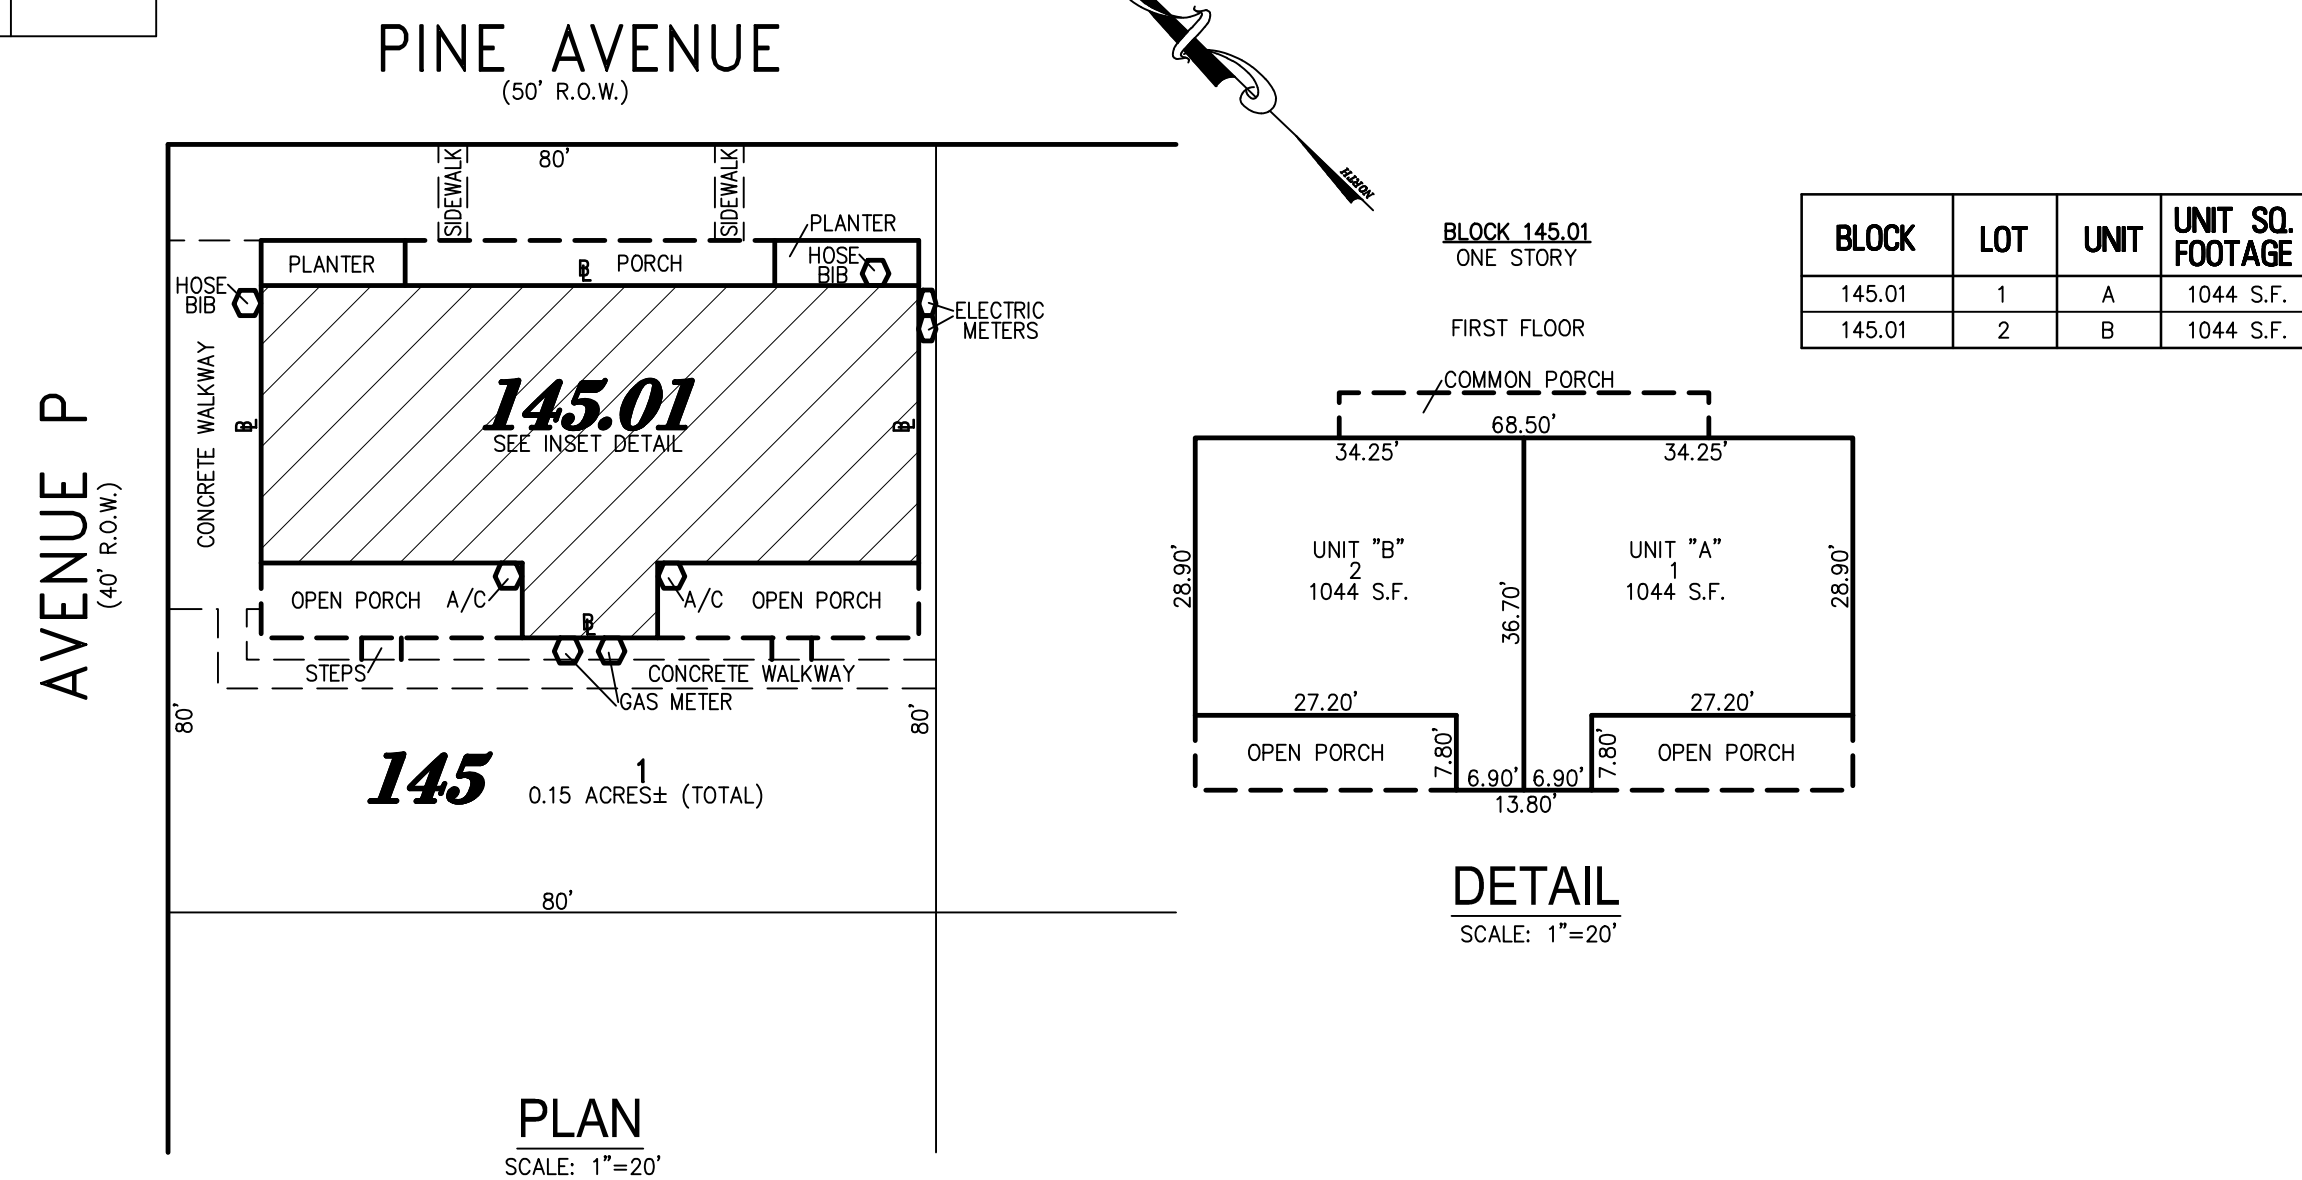 PINE AVENUE
(50' R.O.W.)
AVENUE P
(40' R.O.W.)
SIDEWALK
80'
SIDEWALK
PLANTER
PLANTER
BL
PORCH
HOSE
BIB
HOSE
BIB
ELECTRIC
METERS
CONCRETE WALKWAY
BL
145.01
SEE INSET DETAIL
BL
OPEN PORCH
A/C
A/C
OPEN PORCH
BL
STEPS
CONCRETE WALKWAY
GAS METER
80'
80'
145
1
0.15 ACRES± (TOTAL)
80'
PLAN
SCALE: 1"=20'
NORTH
BLOCK 145.01
ONE STORY
FIRST FLOOR
COMMON PORCH
68.50'
34.25'
34.25'
28.90'
UNIT "B"
2
1044 S.F.
36.70'
UNIT "A"
1
1044 S.F.
28.90'
27.20'
27.20'
OPEN PORCH
7.80'
6.90'
6.90'
7.80'
OPEN PORCH
13.80'
DETAIL
SCALE: 1"=20'
BLOCK LOT UNIT UNIT SQ. FOOTAGE
145.01 1 A 1044 S.F.
145.01 2 B 1044 S.F.